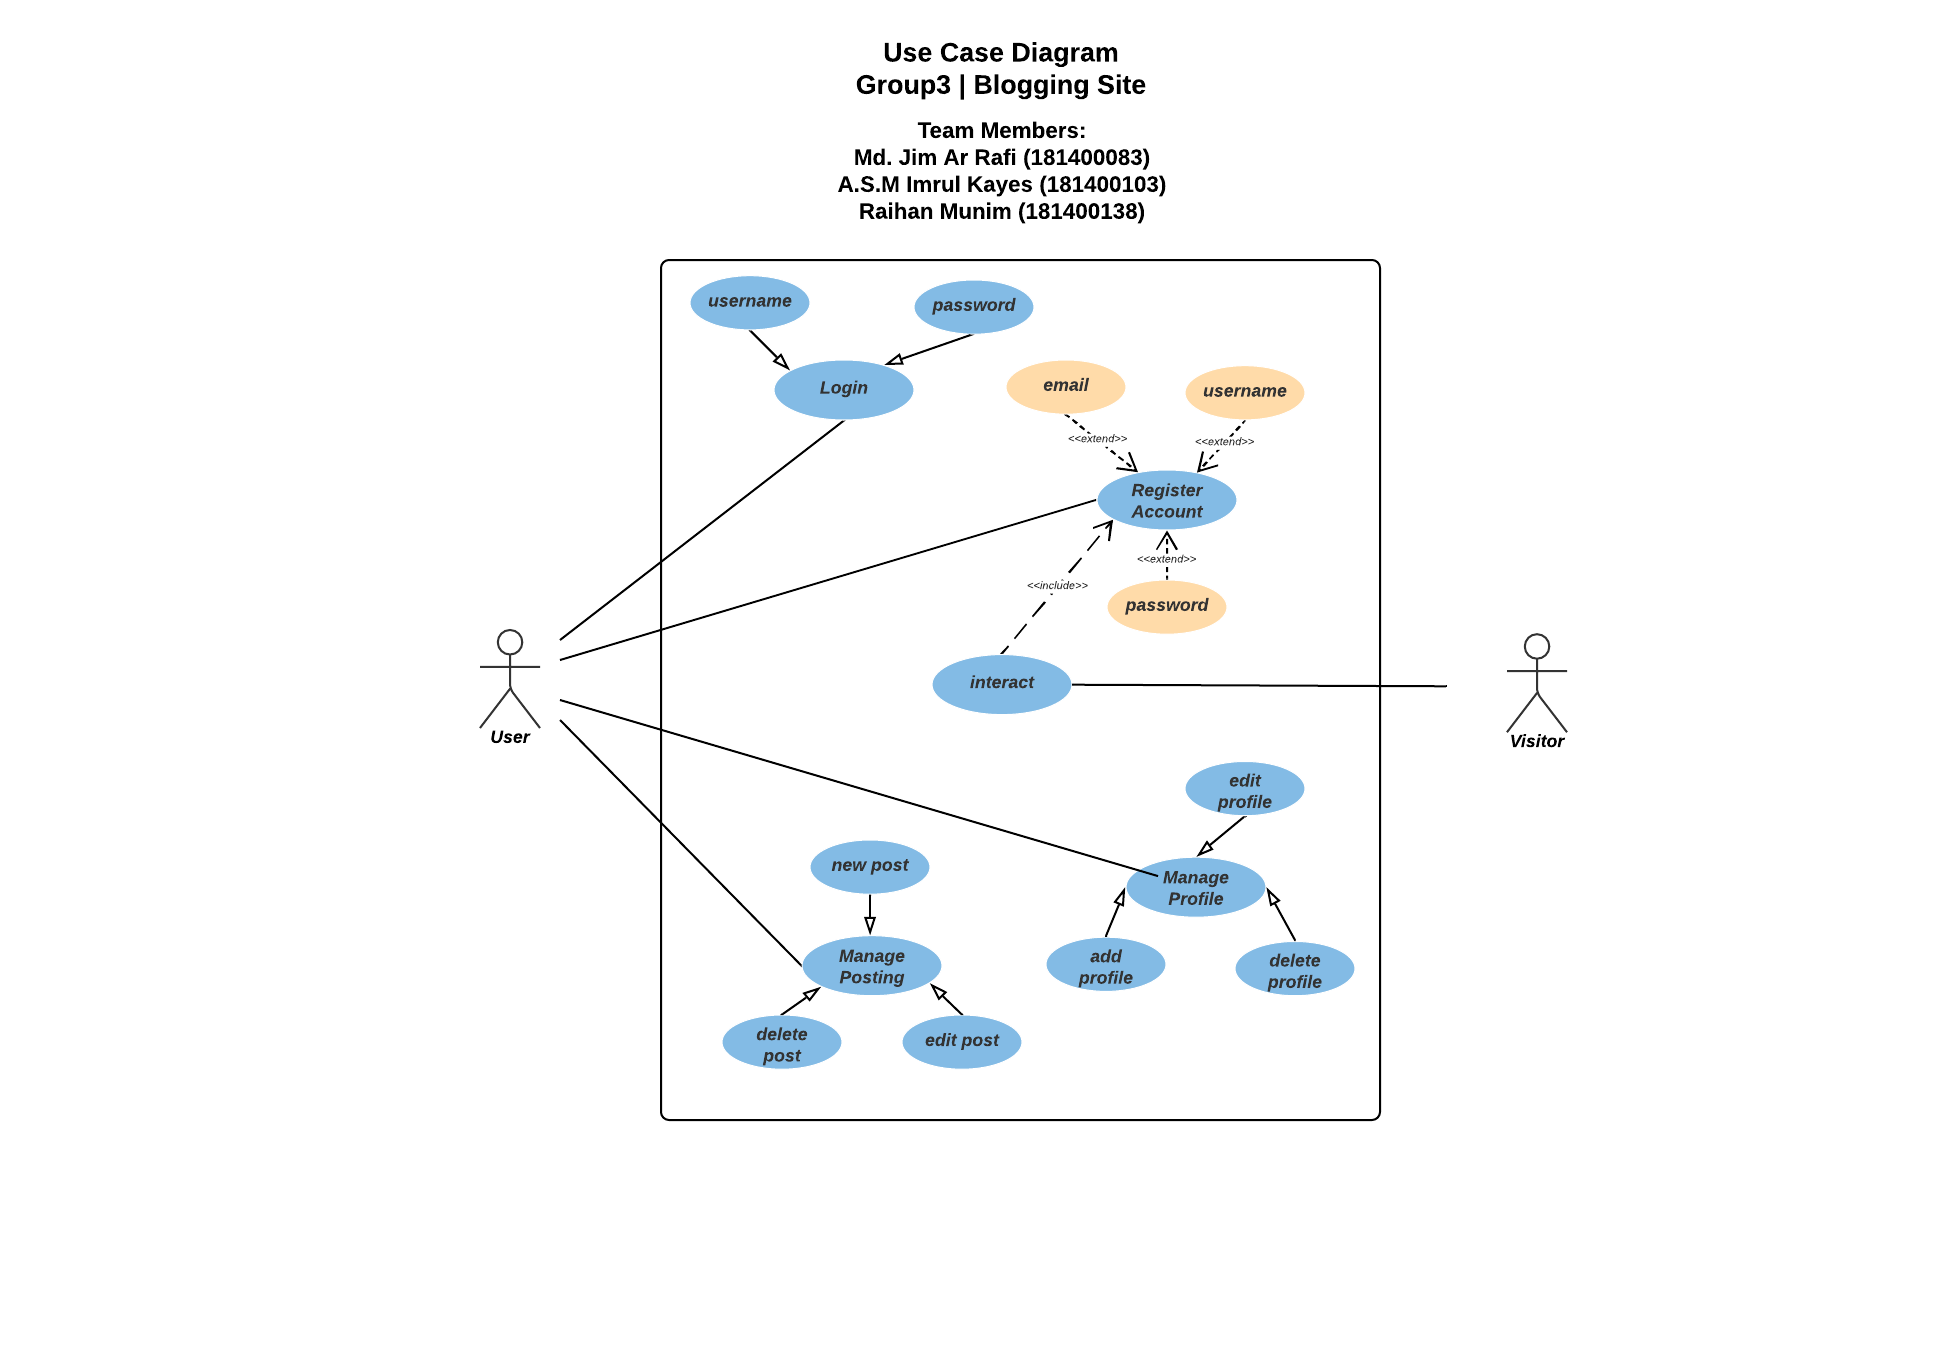 Use Case Diagram
Group3 | Blogging Site
Team Members:
Md. Jim Ar Rafi (181400083)
A.S.M Imrul Kayes (181400103)
Raihan Munim (181400138)
username
password
Login
email
username
<<extend>>
<<extend>>
Register
Account
<<extend>>
<<include>>
password
interact
User
Visitor
edit
profile
new post
Manage
Profile
Manage
Posting
add
profile
delete
profile
delete
post
edit post